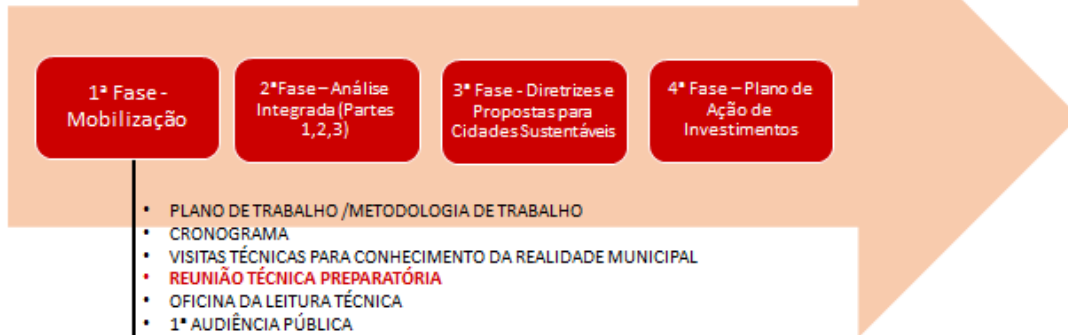 1ª Fase -
Mobilização
2ªFase – Análise
Integrada (Partes
1,2,3)
3ª Fase - Diretrizes e
Propostas para
Cidades Sustentáveis
4ª Fase – Plano de
Ação de
Investimentos
• PLANO DE TRABALHO /METODOLOGIA DE TRABALHO
• CRONOGRAMA
• VISITAS TÉCNICAS PARA CONHECIMENTO DA REALIDADE MUNICIPAL
• REUNIÃO TÉCNICA PREPARATÓRIA
• OFICINA DA LEITURA TÉCNICA
• 1ª AUDIÊNCIA PÚBLICA